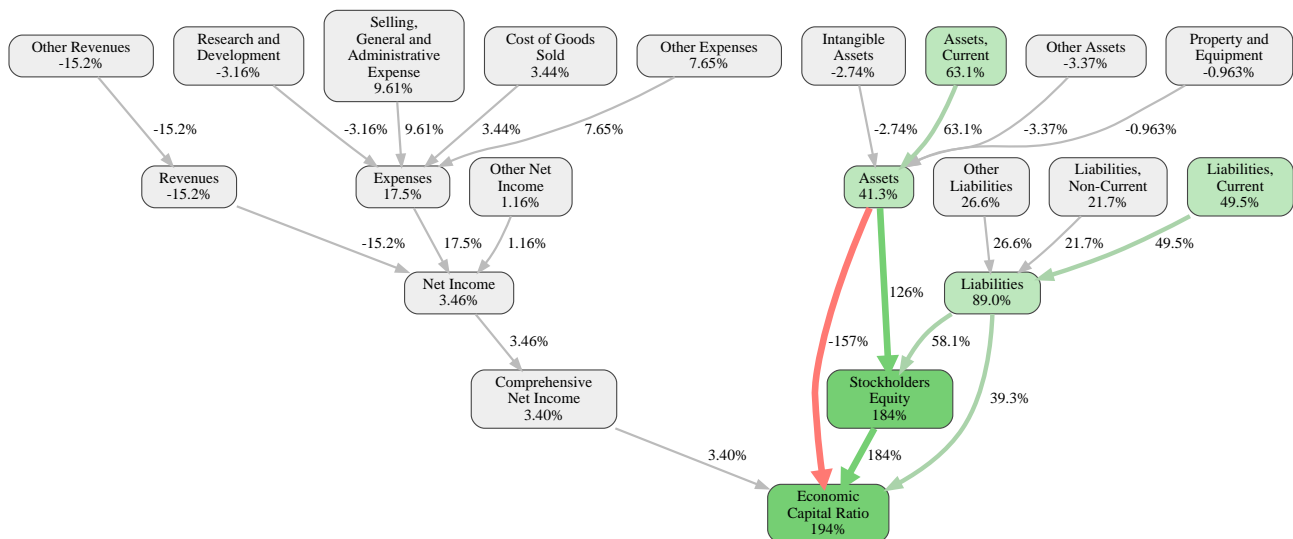 Other Revenues
-15.2%
Research and
Development
-3.16%
Selling,
General and
Administrative
Expense
9.61%
Cost of Goods
Sold
3.44%
Other Expenses
7.65%
Intangible
Assets
-2.74%
Assets,
Current
63.1%
Other Assets
-3.37%
Property and
Equipment
-0.963%
-15.2%
-3.16%
9.61%
3.44%
7.65%
-2.74%
63.1%
-3.37%
-0.963%
Revenues
-15.2%
Expenses
17.5%
Other Net
Income
1.16%
Assets
41.3%
Other
Liabilities
26.6%
Liabilities,
Non-Current
21.7%
Liabilities,
Current
49.5%
-15.2%
17.5%
1.16%
26.6%
21.7%
49.5%
Net Income
3.46%
126%
Liabilities
89.0%
3.46%
-157%
58.1%
Comprehensive
Net Income
3.40%
Stockholders
Equity
184%
39.3%
3.40%
184%
Economic
Capital Ratio
194%